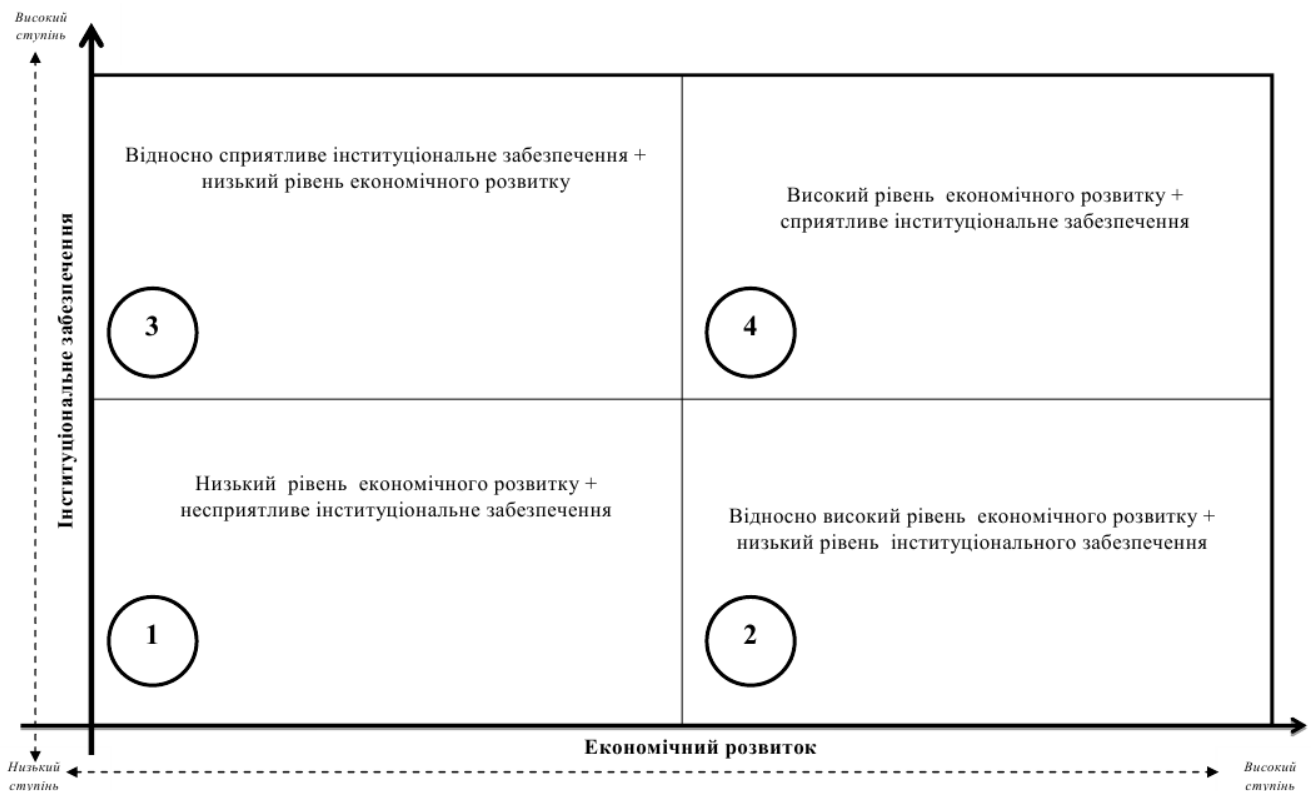 Високий
ступінь
Відносно сприятливе інституціональне забезпечення +
низький рівень економічного розвитку
Високий рівень економічного розвитку +
сприятливе інституціональне забезпечення
Інституціональне забезпечення
3
4
Низький рівень економічного розвитку +
несприятливе інституціональне забезпечення
Відносно високий рівень економічного розвитку +
низький рівень інституціонального забезпечення
1
2
Економічний розвиток
Низький
ступінь
Високий
ступінь